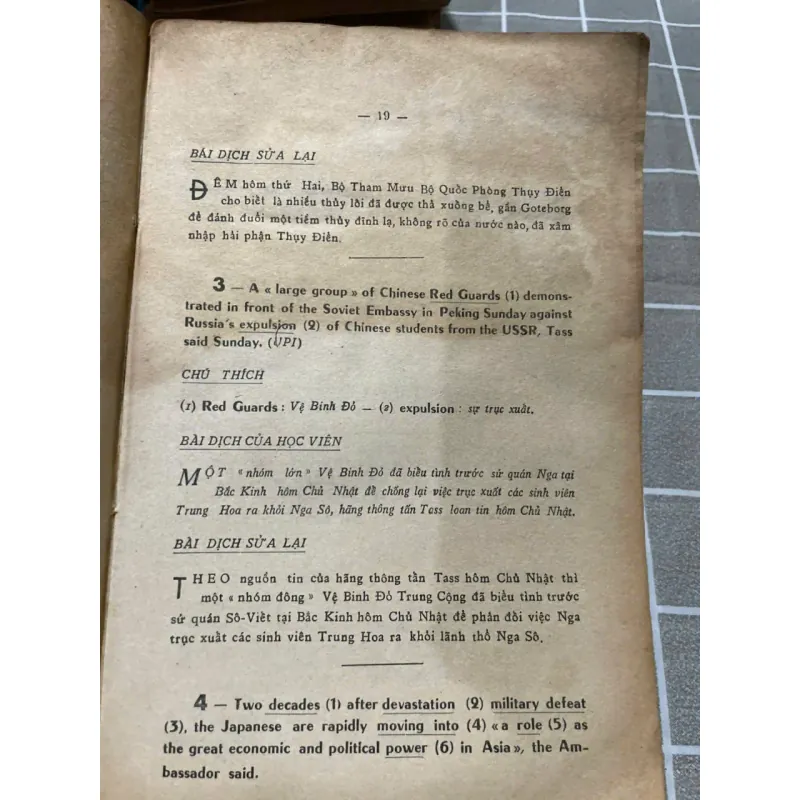 — 19 —
BÀI DỊCH SỬA LẠI
ĐÊM hôm thứ Hai, Bộ Tham Mưu Bộ Quốc Phòng Thụy Điển
cho biết là nhiều thủy lôi đã được thả xuống bể, gần Goteborg
để đánh đuổi một tiềm thủy đĩnh lạ, không rõ của nước nào, đã xâm
nhập hải phận Thụy Điển.
3 — A « large group » of Chinese Red Guards (1) demons-
trated in front of the Soviet Embassy in Peking Sunday against
Russia's expulsion (2) of Chinese students from the USSR, Tass
said Sunday. (UPI)
CHÚ THÍCH
(1) Red Guards : Vệ Binh Đỏ — (2) expulsion : sự trục xuất.
BÀI DỊCH CỦA HỌC VIÊN
MỘT « nhóm lớn » Vệ Binh Đỏ đã biểu tình trước sứ quán Nga tại
Bắc Kinh hôm Chủ Nhật để chống lại việc trục xuất các sinh viên
Trung Hoa ra khỏi Nga Sô, hãng thông tấn Tass loan tin hôm Chủ Nhật.
BÀI DỊCH SỬA LẠI
THEO nguồn tin của hãng thông tấn Tass hôm Chủ Nhật thì
một « nhóm đông » Vệ Binh Đỏ Trung Cộng đã biểu tình trước
sứ quán Sô-Viết tại Bắc Kinh hôm Chủ Nhật để phản đối việc Nga
trục xuất các sinh viên Trung Hoa ra khỏi lãnh thổ Nga Sô.
4 — Two decades (1) after devastation (2) military defeat
(3), the Japanese are rapidly moving into (4) « a role (5) as
the great economic and political power (6) in Asia », the Am-
bassador said.